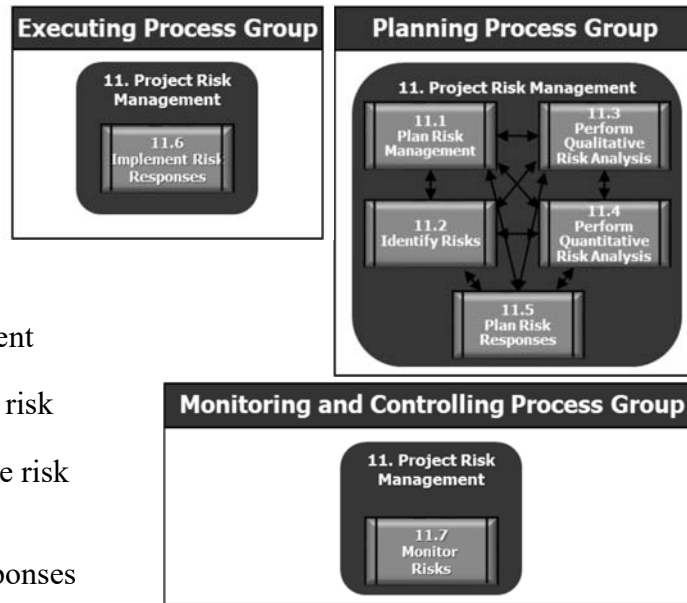 Executing Process Group
11. Project Risk
Management
11.6
Implement Risk
Responses
Planning Process Group
11. Project Risk Management
11.1
Plan Risk
Management
11.3
Perform
Qualitative
Risk Analysis
11.2
Identify Risks
11.4
Perform
Quantitative
Risk Analysis
11.5
Plan Risk
Responses
ent
risk
e risk
onses
Monitoring and Controlling Process Group
11. Project Risk
Management
11.7
Monitor
Risks